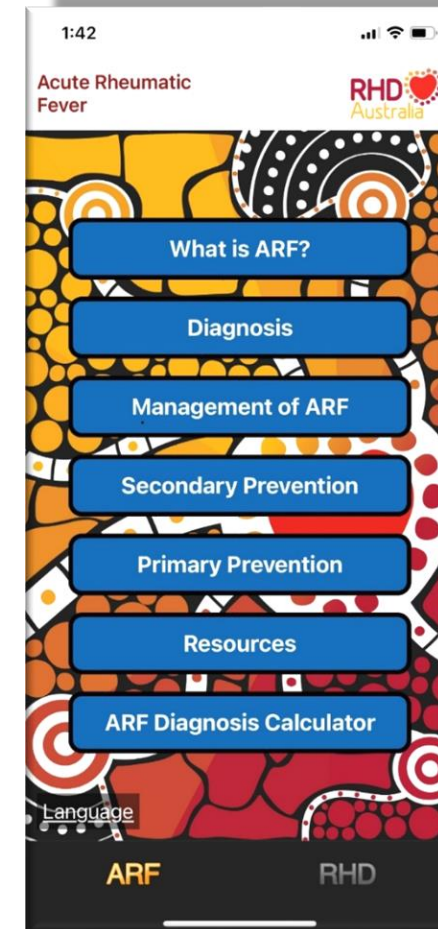 1:42
Acute Rheumatic
Fever
RHD
Australia
What is ARF?
Diagnosis
Management of ARF
Secondary Prevention
Primary Prevention
Resources
ARF Diagnosis Calculator
Language
ARF RHD